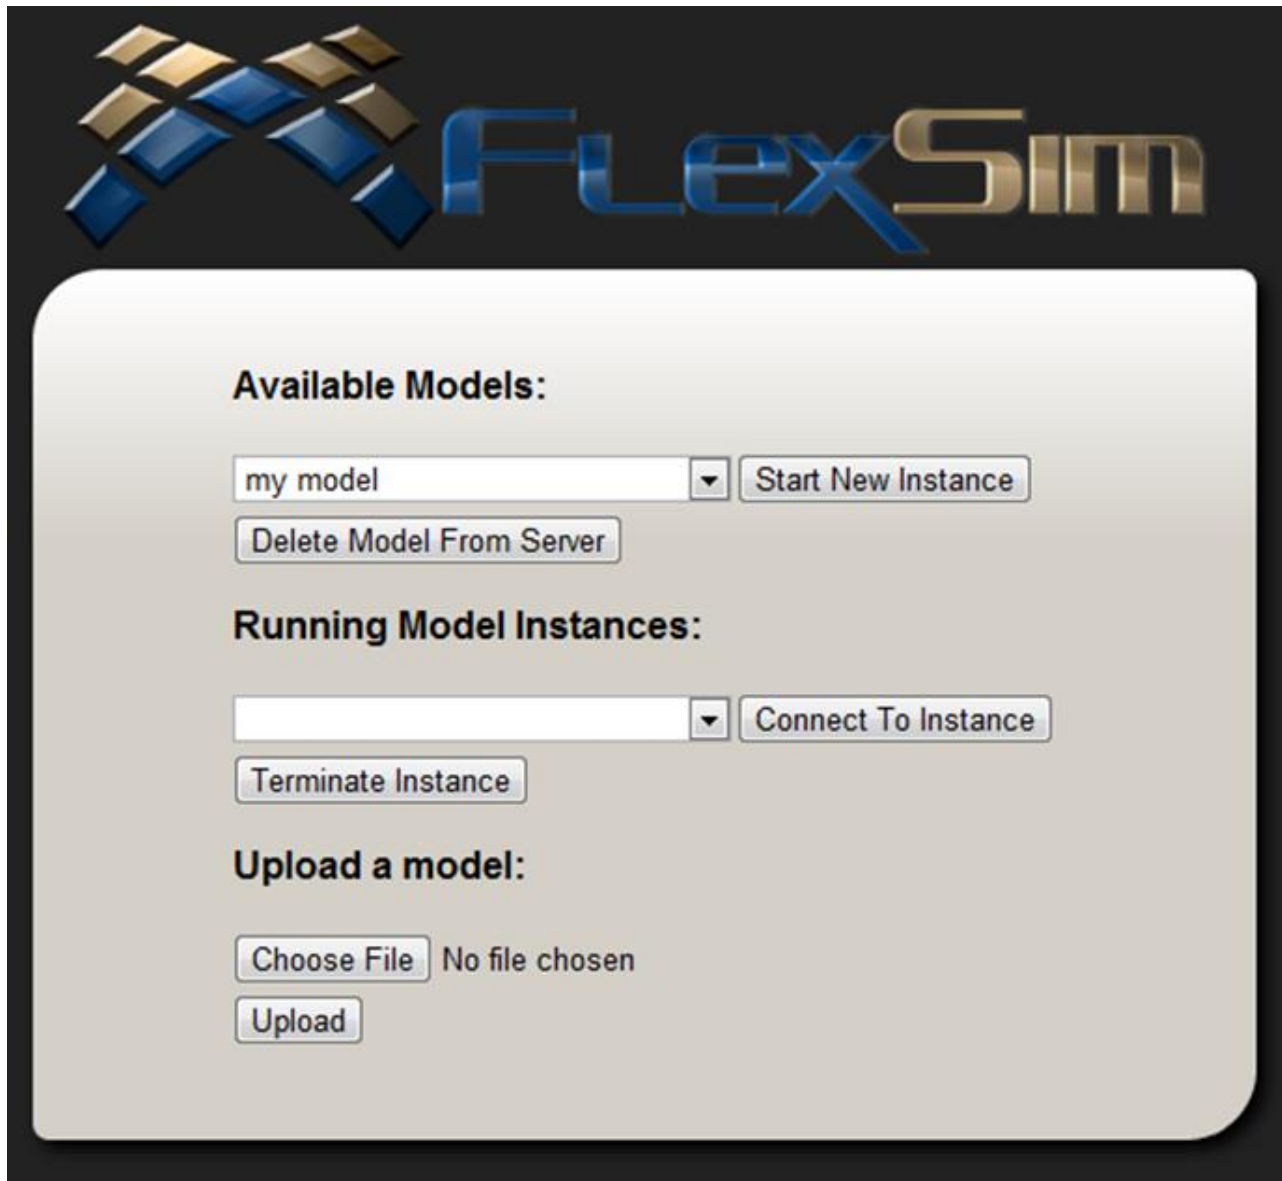 FlexSim
Available Models:
my model Start New Instance
Delete Model From Server
Running Model Instances:
Connect To Instance
Terminate Instance
Upload a model:
Choose File No file chosen
Upload